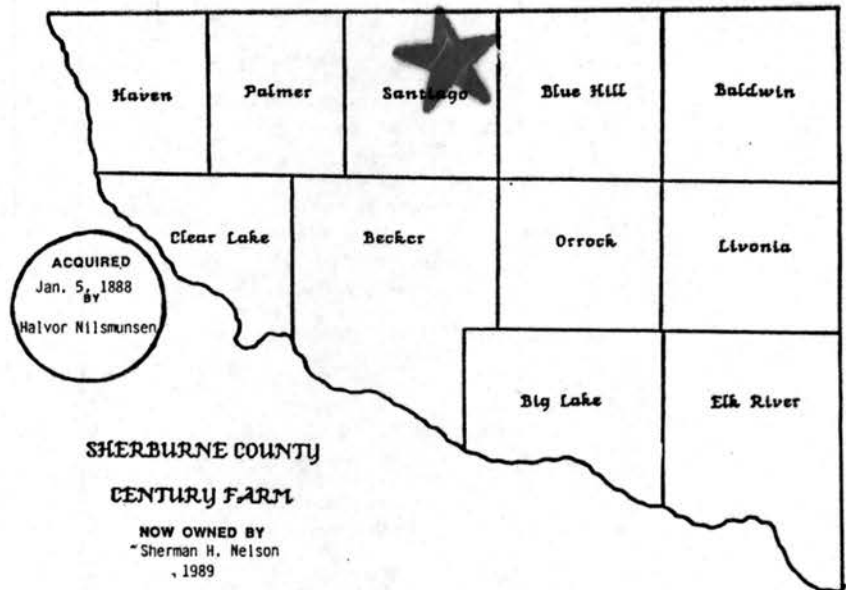 Haven
Palmer
Santiago
Blue Hill
Baldwin
Clear Lake
Becker
Orrock
Livonia
ACQUIRED
Jan. 5, 1888
BY
Halvor Nilsmunsen
Big Lake
Elk River
SHERBURNE COUNTY
CENTURY FARM
NOW OWNED BY
Sherman H. Nelson
1989